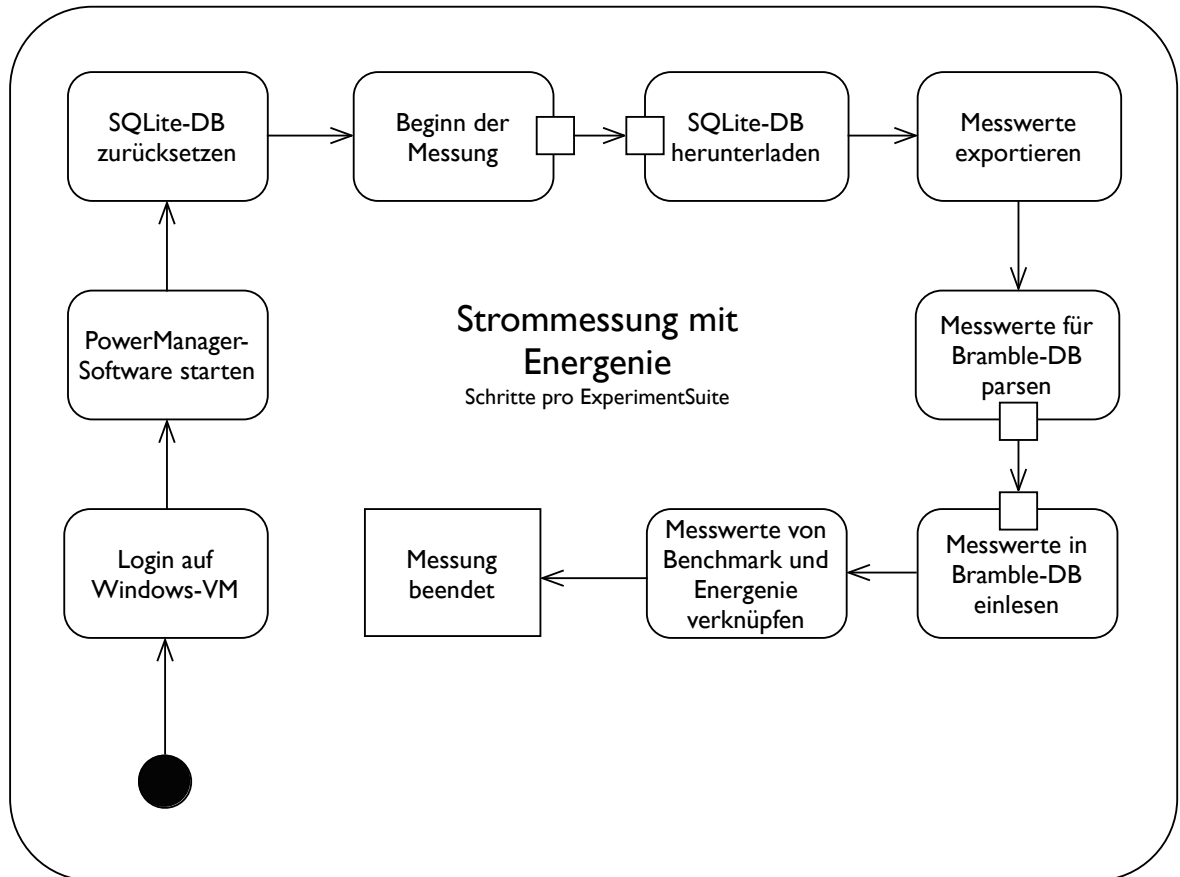 SQLite-DB
zurücksetzen
Beginn der
Messung
SQLite-DB
herunterladen
Messwerte
exportieren
PowerManager-
Software starten
Strommessung mit
Energenie
Schritte pro ExperimentSuite
Messwerte für
Bramble-DB
parsen
Login auf
Windows-VM
Messung
beendet
Messwerte von
Benchmark und
Energenie
verknüpfen
Messwerte in
Bramble-DB
einlesen